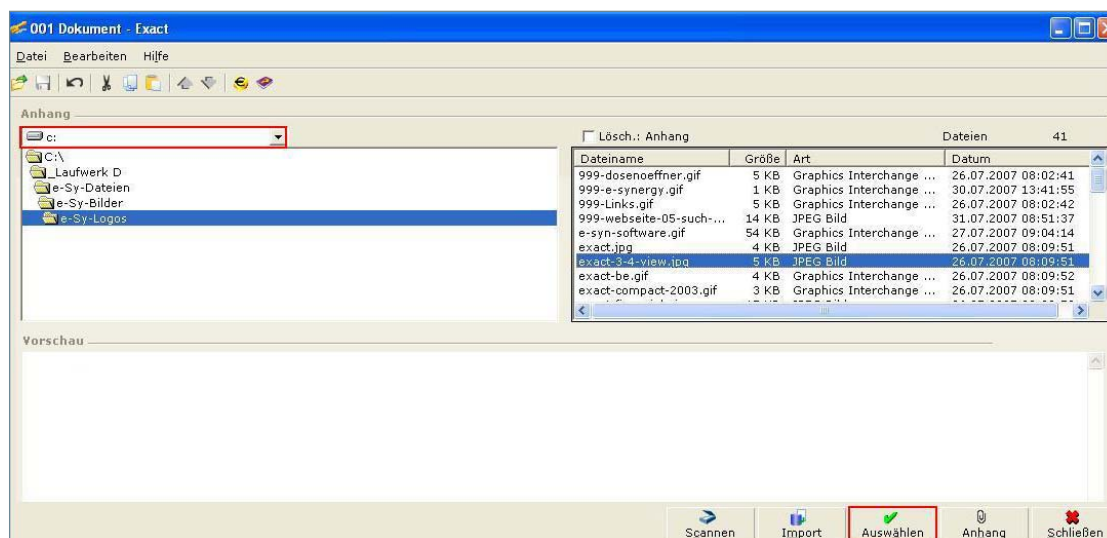 001 Dokument - Exact
Datei Bearbeiten Hilfe
Anhang
c:
Lösch.: Anhang Dateien 41
C:\
_Laufwerk D
e-Sy-Dateien
e-Sy-Bilder
e-Sy-Logos
Dateiname Größe Art Datum
999-dosenoeffner.gif 5 KB Graphics Interchange ... 26.07.2007 08:02:41
999-e-synergy.gif 1 KB Graphics Interchange ... 30.07.2007 13:41:55
999-Links.gif 5 KB Graphics Interchange ... 26.07.2007 08:02:42
999-webseite-05-such-... 14 KB JPEG Bild 31.07.2007 08:51:37
e-syn-software.gif 54 KB Graphics Interchange ... 27.07.2007 09:04:14
exact.jpg 4 KB JPEG Bild 26.07.2007 08:09:51
exact-3-4-view.jpg 5 KB JPEG Bild 26.07.2007 08:09:51
exact-be.gif 4 KB Graphics Interchange ... 26.07.2007 08:09:52
exact-compact-2003.gif 3 KB Graphics Interchange ... 26.07.2007 08:09:51
Vorschau
Scannen Import Auswählen Anhang Schließen